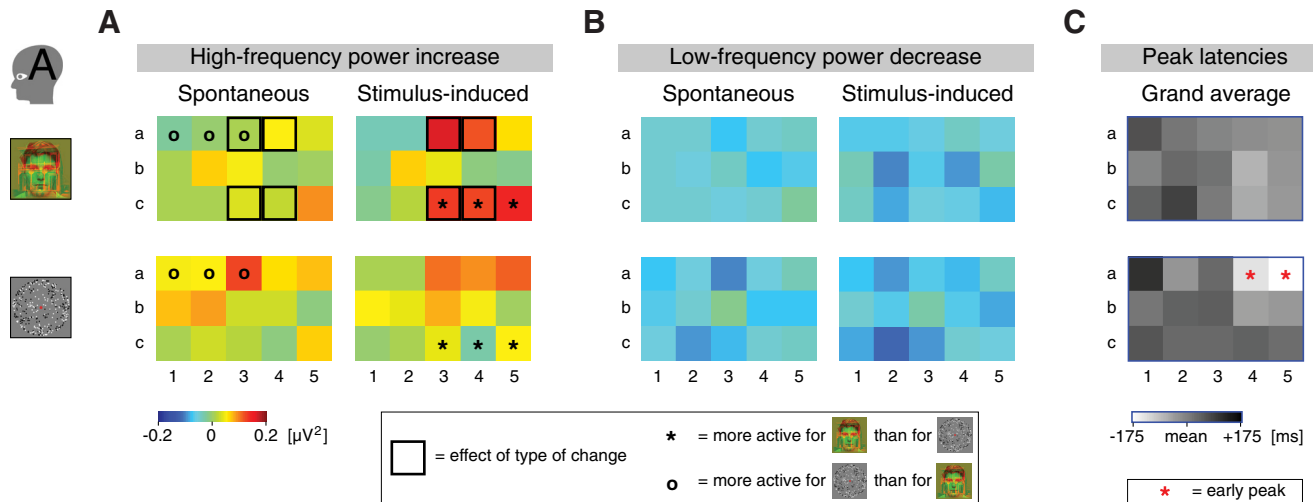 A B C
A
High-frequency power increase
Low-frequency power decrease
Peak latencies
Spontaneous Stimulus-induced
Spontaneous Stimulus-induced
Grand average
a o o o
b
c * * *
a
b
c
a
b
c
a o o o
b
c * * *
a
b
c
a * *
b
c
1 2 3 4 5 1 2 3 4 5
1 2 3 4 5 1 2 3 4 5
1 2 3 4 5
-0.2 0 0.2 [µV²]
= effect of type of change
* = more active for than for
o = more active for than for
-175 mean +175 [ms]
* = early peak